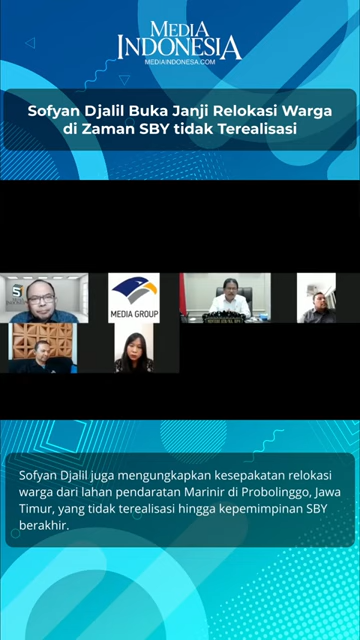 MEDIA
INDONESIA
MEDIAINDONESA.COM
Sofyan Djalil Buka Janji Relokasi Warga
di Zaman SBY tidak Terealisasi
MEDIA GROUP
Sofyan Djalil juga mengungkapkan kesepakatan relokasi
warga dari lahan pendaratan Marinir di Probolinggo, Jawa
Timur, yang tidak terealisasi hingga kepemimpinan SBY
berakhir.